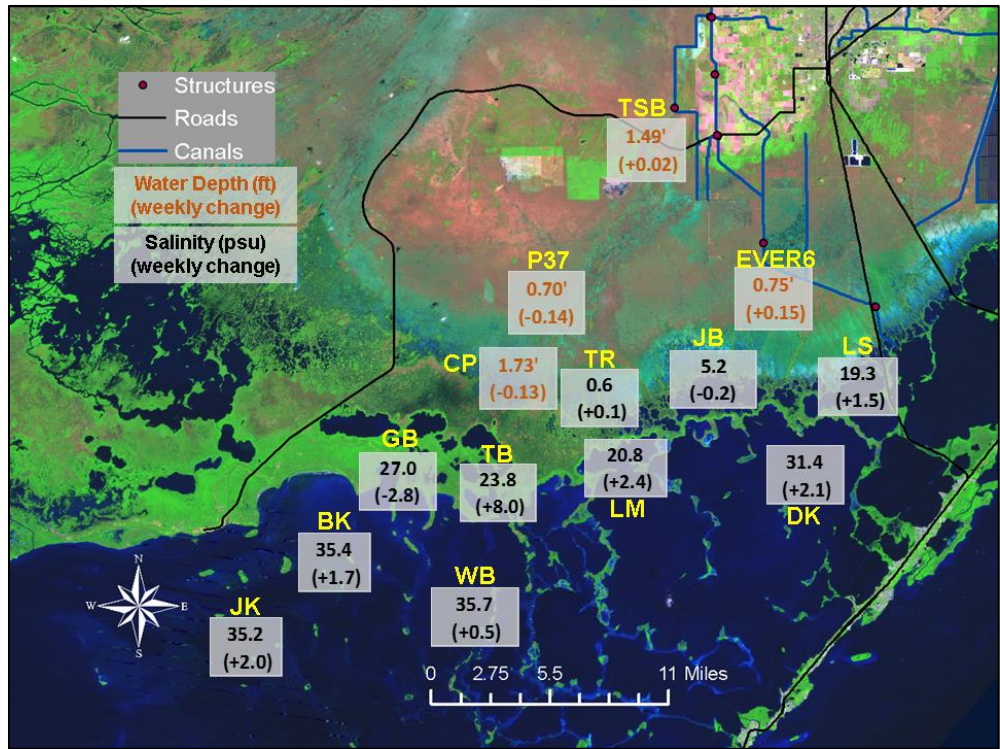 Structures
Roads
Canals
Water Depth (ft)
(weekly change)
Salinity (psu)
(weekly change)
TSB
1.49'
(+0.02)
P37
0.70'
(-0.14)
EVER6
0.75'
(+0.15)
CP
1.73'
(-0.13)
TR
0.6
(+0.1)
JB
5.2
(-0.2)
LS
19.3
(+1.5)
GB
27.0
(-2.8)
TB
23.8
(+8.0)
20.8
(+2.4)
LM
31.4
(+2.1)
DK
BK
35.4
(+1.7)
WB
35.7
(+0.5)
JK
35.2
(+2.0)
N
W E
S
0 2.75 5.5 11 Miles